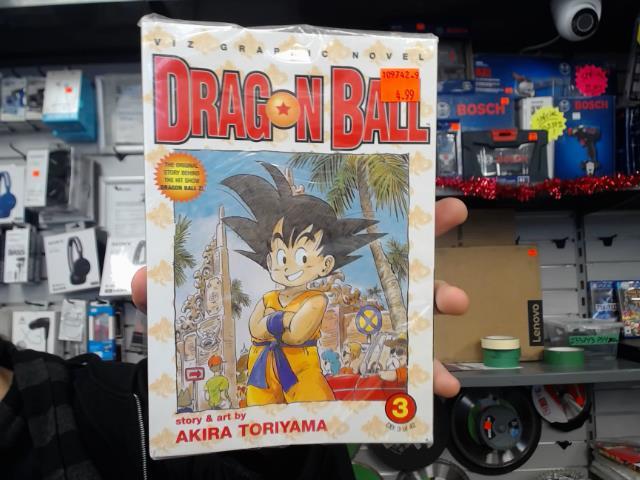 VIZ GRAPHIC NOVEL
109742.9
4.99
DRAGON BALL
THE ORIGINAL
STORY BEHIND
THE HIT SHOW
DRAGON BALL Z!
story & art by
AKIRA TORIYAMA
3
BOSCH
BOSCH
Lenovo
SONY